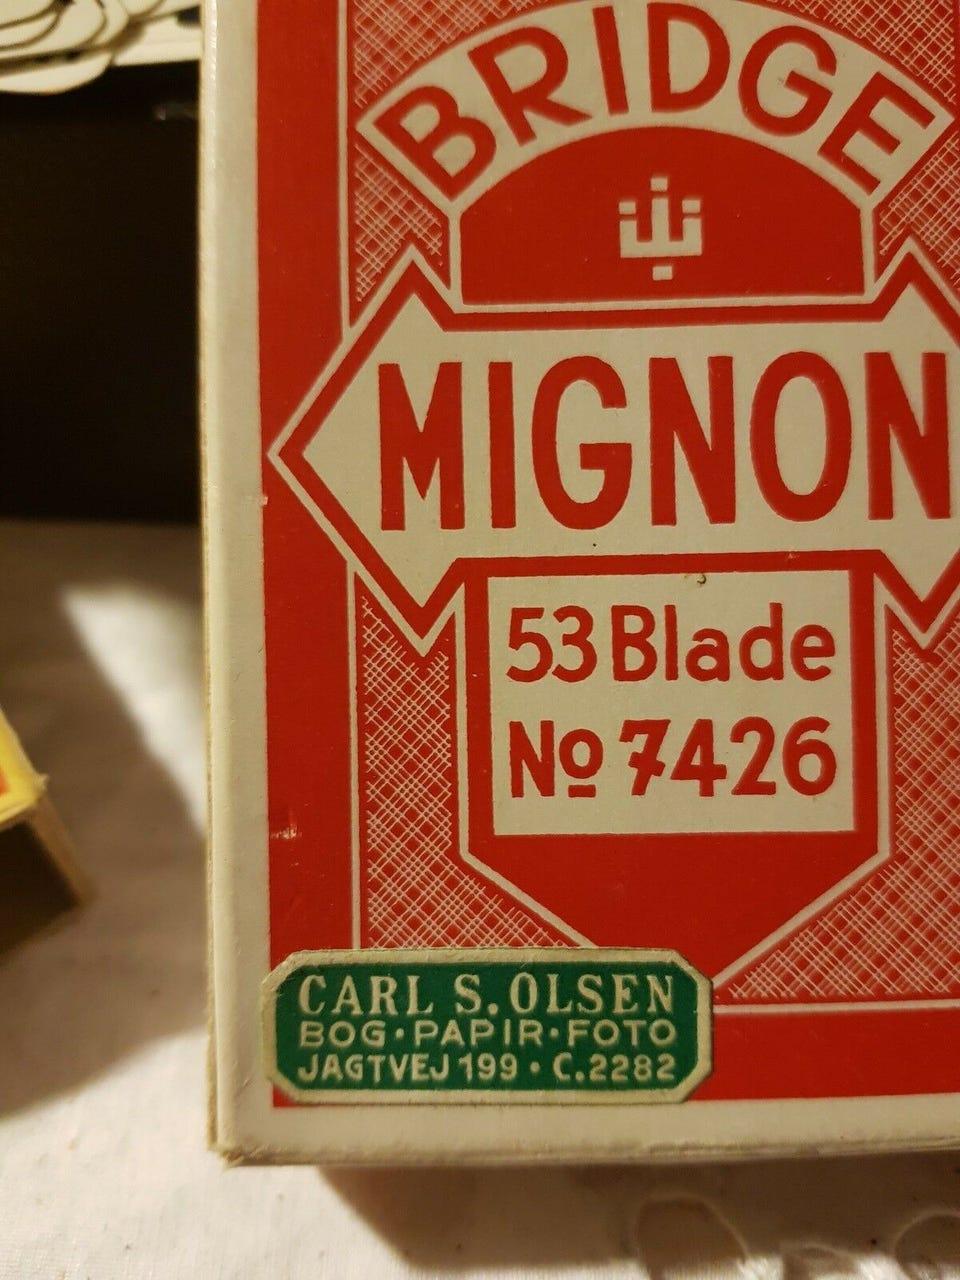 BRIDGE
MIGNON
53 Blade
No 7426
CARL S. OLSEN
BOG · PAPIR · FOTO
JAGTVEJ 199 · C. 2282